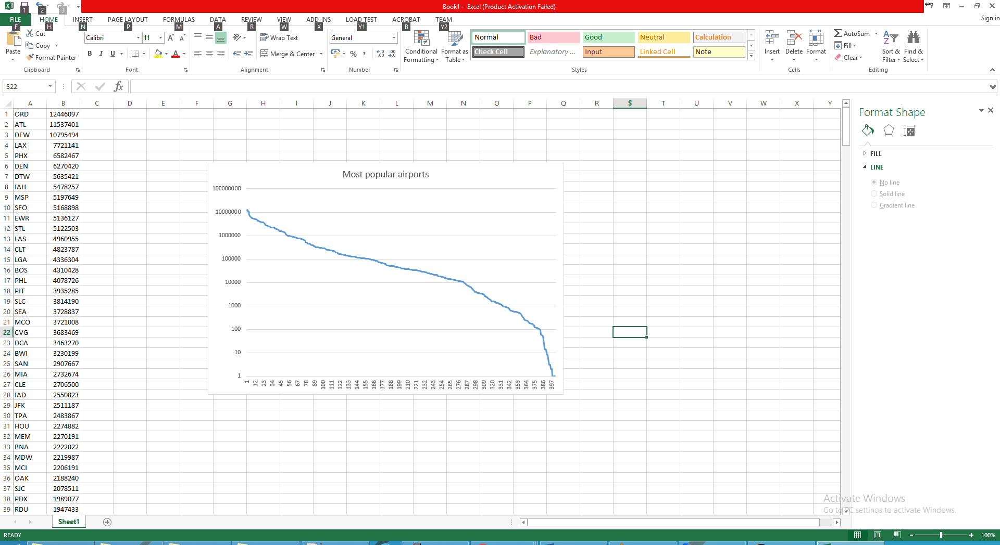 1 2 3
Book1 - Excel (Product Activation Failed)
FILE HOME INSERT PAGE LAYOUT FORMULAS DATA REVIEW VIEW ADD-INS LOAD TEST ACROBAT TEAM
Sign in
F H N P M A R W X Y1 B Y2
Paste
Cut
Copy
Format Painter
Clipboard
Calibri 11
B I U
Font
Wrap Text
Merge & Center
Alignment
General
Number
Conditional Formatting
Format as Table
Normal Bad Good Neutral Calculation
Check Cell Explanatory ... Input Linked Cell Note
Styles
Insert Delete Format
Cells
AutoSum
Fill
Clear
Sort & Filter
Find & Select
Editing
S22
fx
A B C D E F G H I J K L M N O P Q R S T U V W X Y
1 ORD 12446097
2 ATL 11537401
3 DFW 10795494
4 LAX 7721141
5 PHX 6582467
6 DEN 6270420
7 DTW 5635421
8 IAH 5478257
9 MSP 5197649
10 SFO 5168898
11 EWR 5136127
12 STL 5122503
13 LAS 4960955
14 CLT 4823787
15 LGA 4336304
16 BOS 4310428
17 PHL 4078726
18 PIT 3935285
19 SLC 3814190
20 SEA 3728837
21 MCO 3721008
22 CVG 3683469
23 DCA 3463270
24 BWI 3230199
25 SAN 2907667
26 MIA 2732674
27 CLE 2706500
28 IAD 2550823
29 JFK 2511187
30 TPA 2483867
31 HOU 2274882
32 MEM 2270191
33 BNA 2222022
34 MDW 2219987
35 MCI 2206191
36 OAK 2188240
37 SJC 2078511
38 PDX 1989077
39 RDU 1947433
Most popular airports
100000000
10000000
1000000
100000
10000
1000
100
10
1
1 12 23 34 45 56 67 78 89 100 111 122 133 144 155 166 177 188 199 210 221 232 243 254 265 276 287 298 309 320 331 342 353 364 375 386 397
Format Shape
FILL
LINE
No line
Solid line
Gradient line
Activate Windows
Go to PC settings to activate Windows.
Sheet1
READY
100%